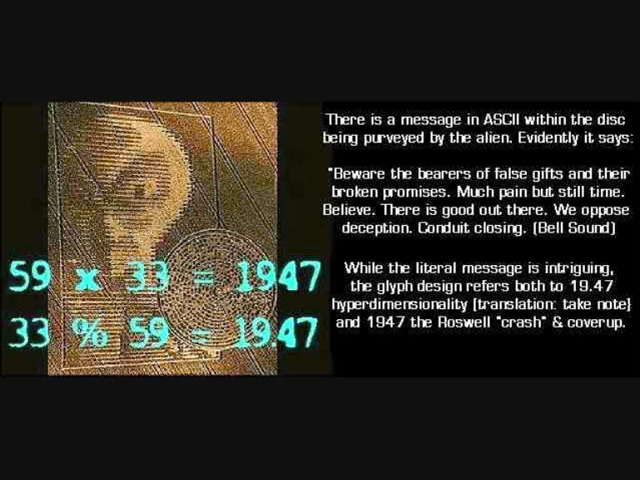 There is a message in ASCII within the disc
being purveyed by the alien. Evidently it says:
"Beware the bearers of false gifts and their
broken promises. Much pain but still time.
Believe. There is good out there. We oppose
deception. Conduit closing. (Bell Sound)
While the literal message is intriguing,
the glyph design refers both to 19.47
hyperdimensionality (translation: take note)
and 1947 the Roswell "crash" & coverup.
59 x 33 = 1947
33 % 59 = 19.47